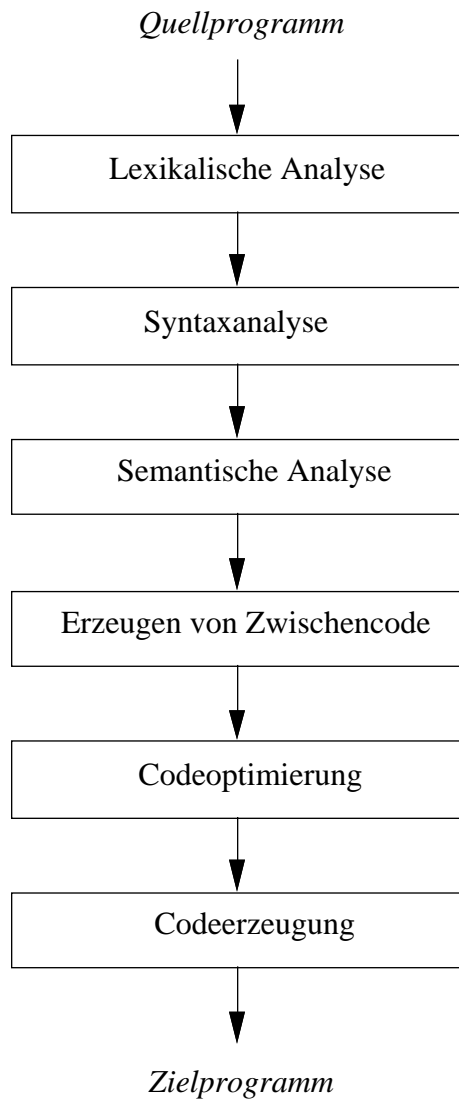 Quellprogramm
Lexikalische Analyse
Syntaxanalyse
Semantische Analyse
Erzeugen von Zwischencode
Codeoptimierung
Codeerzeugung
Zielprogramm